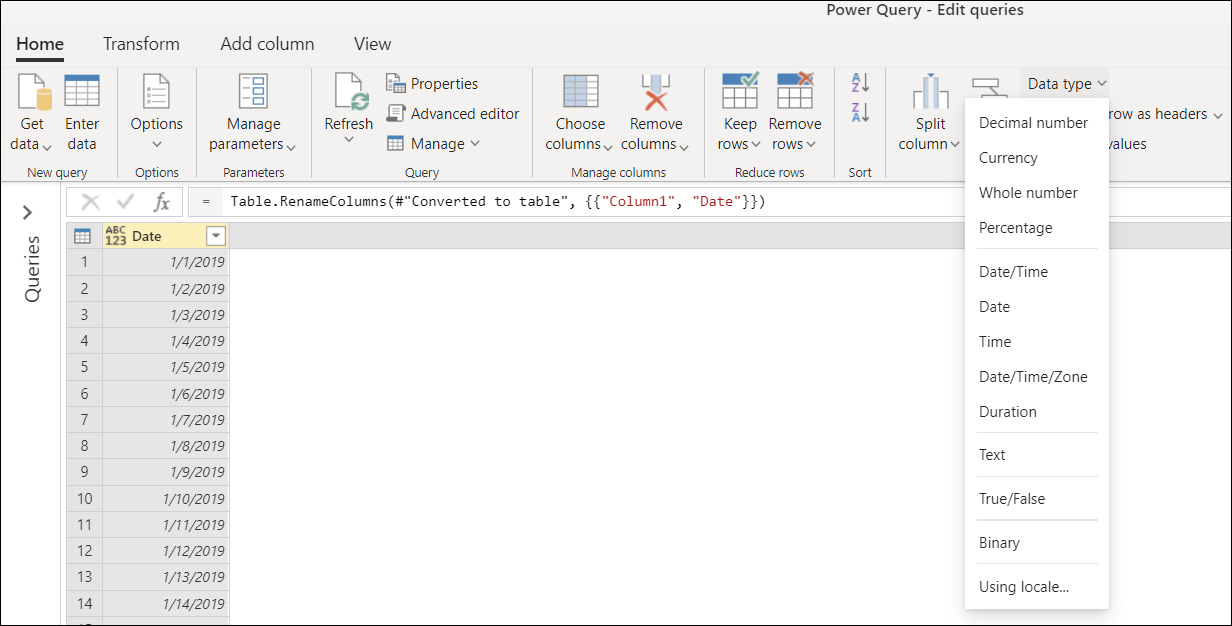 Power Query - Edit queries
Home Transform Add column View
Get data
Enter data
New query
Options
Options
Manage parameters
Parameters
Refresh
Properties
Advanced editor
Manage
Query
Choose columns
Remove columns
Manage columns
Keep rows
Remove rows
Reduce rows
A
Z
Z
A
Sort
Split column
Data type
row as headers
values
Decimal number
Currency
Whole number
Percentage
Date/Time
Date
Time
Date/Time/Zone
Duration
Text
True/False
Binary
Using locale...
Queries
fx = Table.RenameColumns(#"Converted to table", {{"Column1", "Date"}})
ABC
123 Date
1 1/1/2019
2 1/2/2019
3 1/3/2019
4 1/4/2019
5 1/5/2019
6 1/6/2019
7 1/7/2019
8 1/8/2019
9 1/9/2019
10 1/10/2019
11 1/11/2019
12 1/12/2019
13 1/13/2019
14 1/14/2019